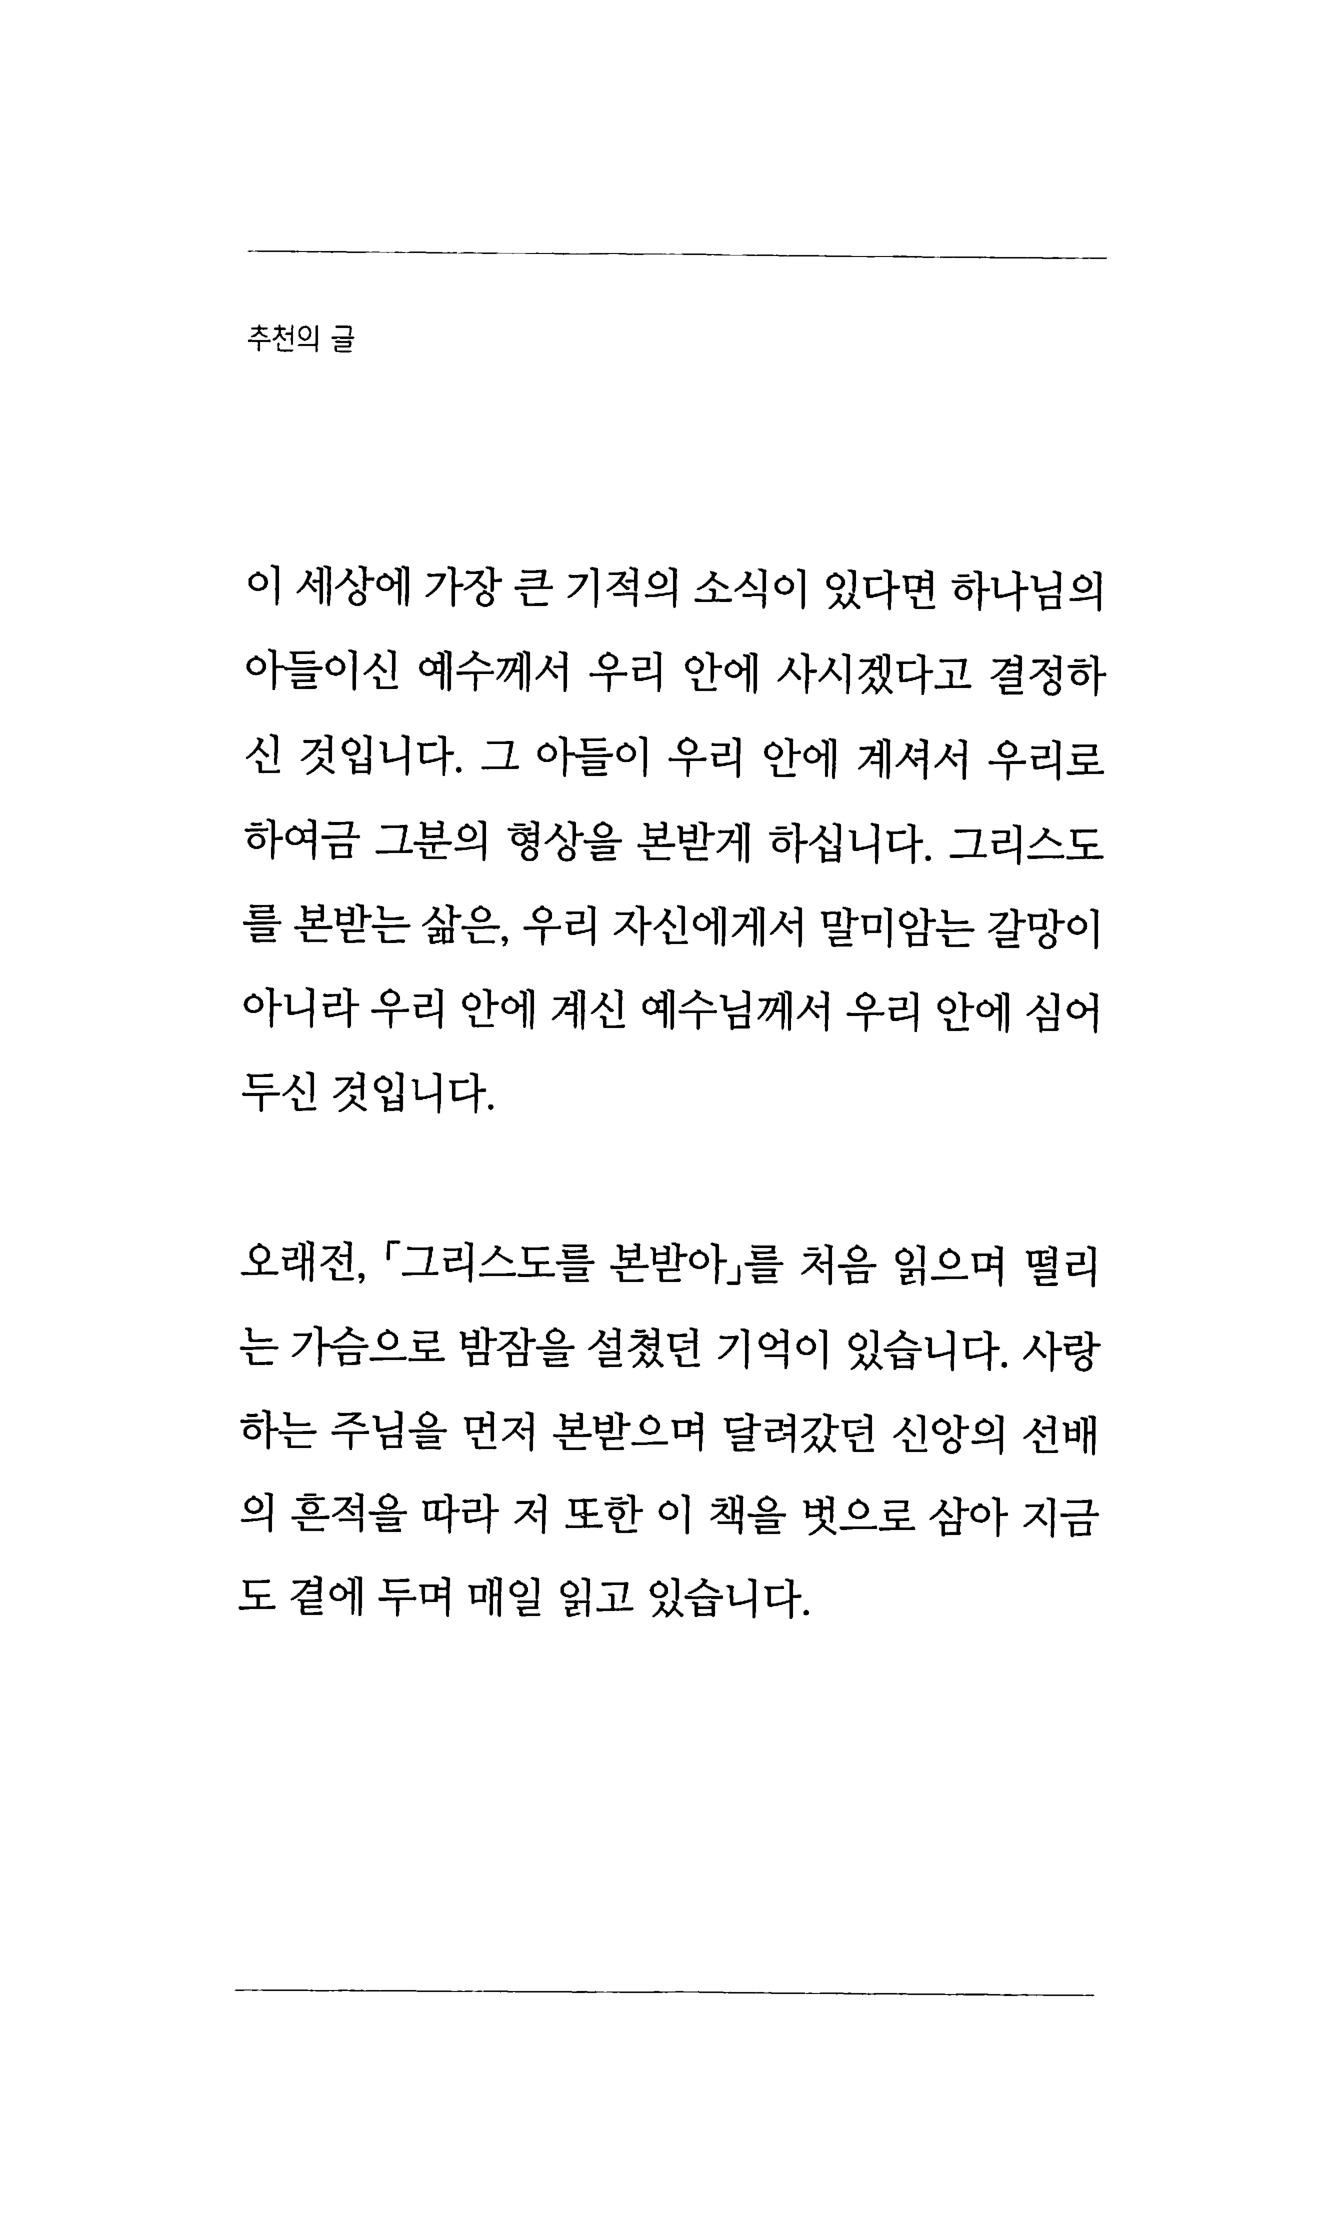 추천의 글
이 세상에 가장 큰 기적의 소식이 있다면 하나님의
아들이신 예수께서 우리 안에 사시겠다고 결정하
신 것입니다. 그 아들이 우리 안에 계셔서 우리로
하여금 그분의 형상을 본받게 하십니다. 그리스도
를 본받는 삶은, 우리 자신에게서 말미암는 갈망이
아니라 우리 안에 계신 예수님께서 우리 안에 심어
두신 것입니다.
오래전, 「그리스도를 본받아」를 처음 읽으며 떨리
는 가슴으로 밤잠을 설쳤던 기억이 있습니다. 사랑
하는 주님을 먼저 본받으며 달려갔던 신앙의 선배
의 흔적을 따라 저 또한 이 책을 벗으로 삼아 지금
도 곁에 두며 매일 읽고 있습니다.